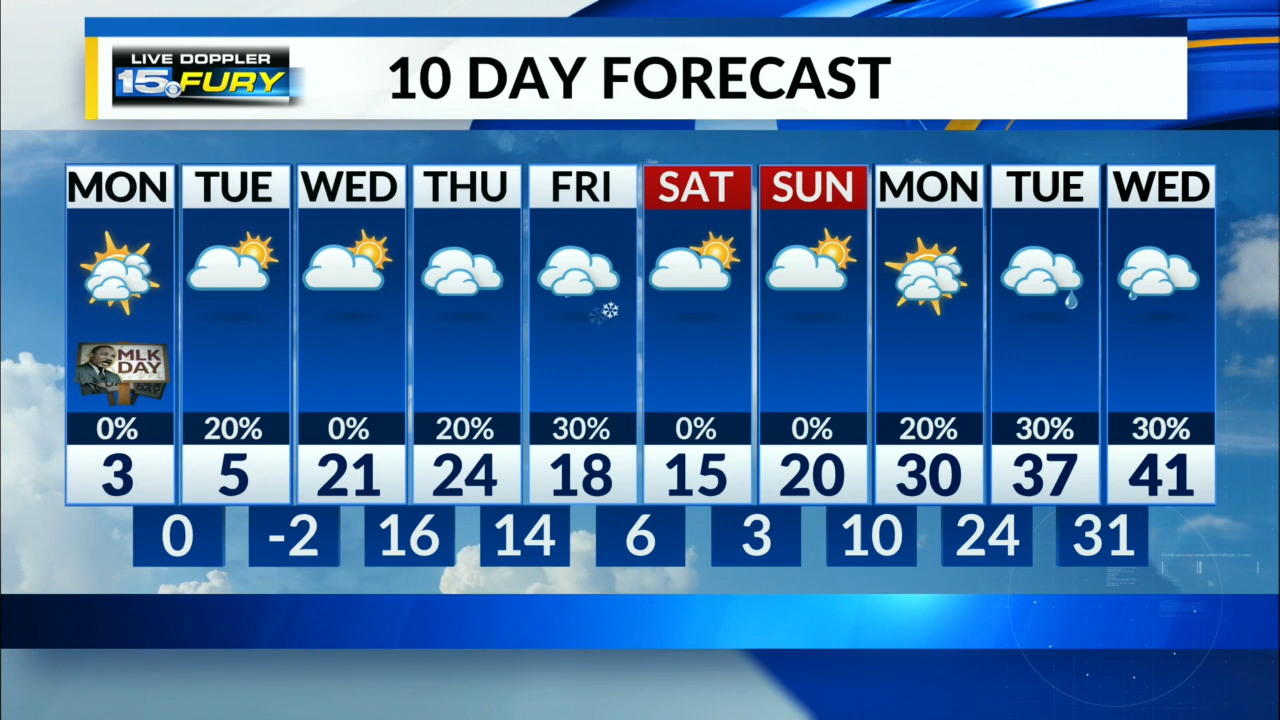 LIVE DOPPLER
15 FURY
10 DAY FORECAST
MON TUE WED THU FRI SAT SUN MON TUE WED
MLK
DAY
0% 20% 0% 20% 30% 0% 0% 20% 30% 30%
3 5 21 24 18 15 20 30 37 41
0 -2 16 14 6 3 10 24 31